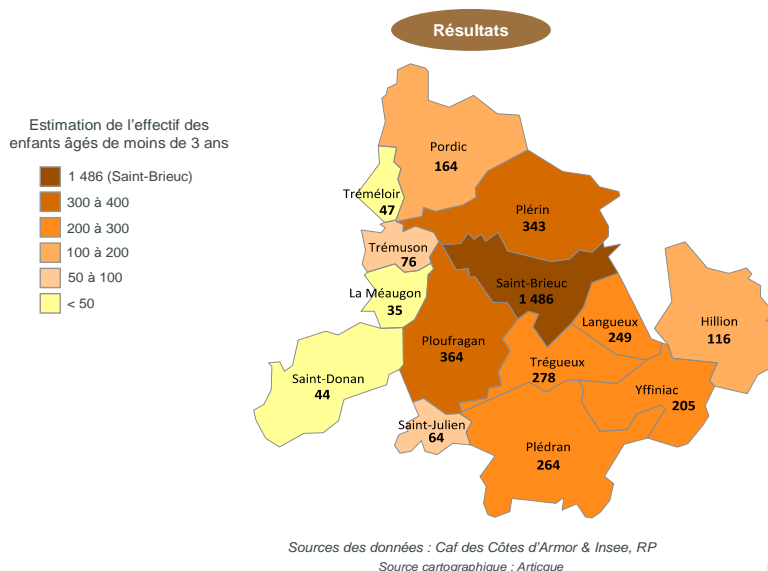 Résultats
Estimation de l'effectif des
enfants âgés de moins de 3 ans
1 486 (Saint-Brieuc)
300 à 400
200 à 300
100 à 200
50 à 100
< 50
Pordic
164
Tréméloir
47
Plérin
343
Trémuson
76
Saint-Brieuc
1 486
La Méaugon
35
Langueux
249
Hillion
116
Ploufragan
364
Trégueux
278
Saint-Donan
44
Yffiniac
205
Saint-Julien
64
Plédran
264
Sources des données : Caf des Côtes d'Armor & Insee, RP
Source cartographique : Articque